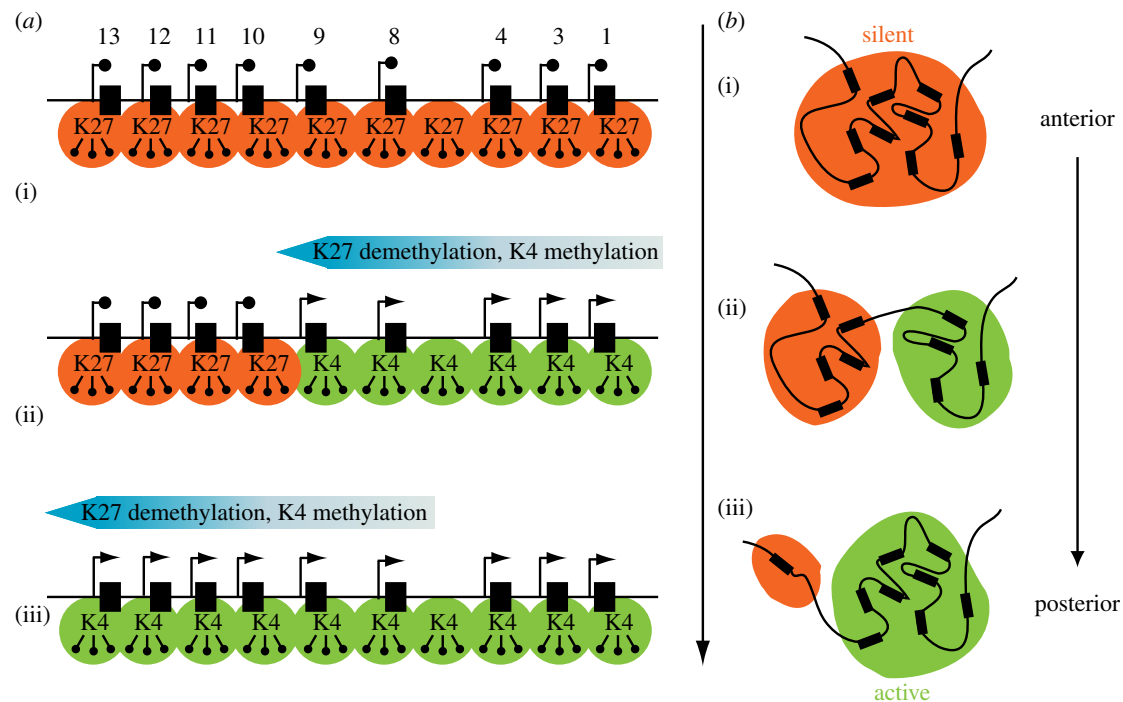 (a)
13 12 11 10 9 8 4 3 1
K27 K27 K27 K27 K27 K27 K27 K27 K27 K27
(i)
K27 demethylation, K4 methylation
K27 K27 K27 K27 K4 K4 K4 K4 K4 K4
(ii)
K27 demethylation, K4 methylation
(iii)
K4 K4 K4 K4 K4 K4 K4 K4 K4 K4
(b)
silent
(i)
anterior
(ii)
(iii)
posterior
active